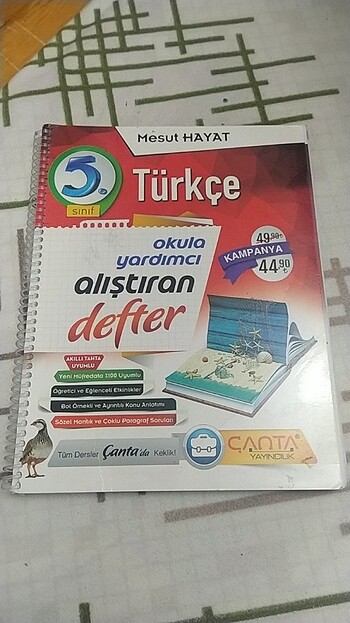 Mesut HAYAT
5.
sınıf
Türkçe
okula
yardımcı
alıştıran
defter
49.90₺
KAMPANYA
44.90₺
AKILLI TAHTA
UYUMLU
Yeni Müfredata %100 Uyumlu
Öğretici ve Eğlenceli Etkinlikler
Bol Örnekli ve Ayrıntılı Konu Anlatımı
Sözel Mantık ve Çoklu Paragraf Soruları
Tüm Dersler Çanta'da Keklik!
ÇANTA
YAYINCILIK